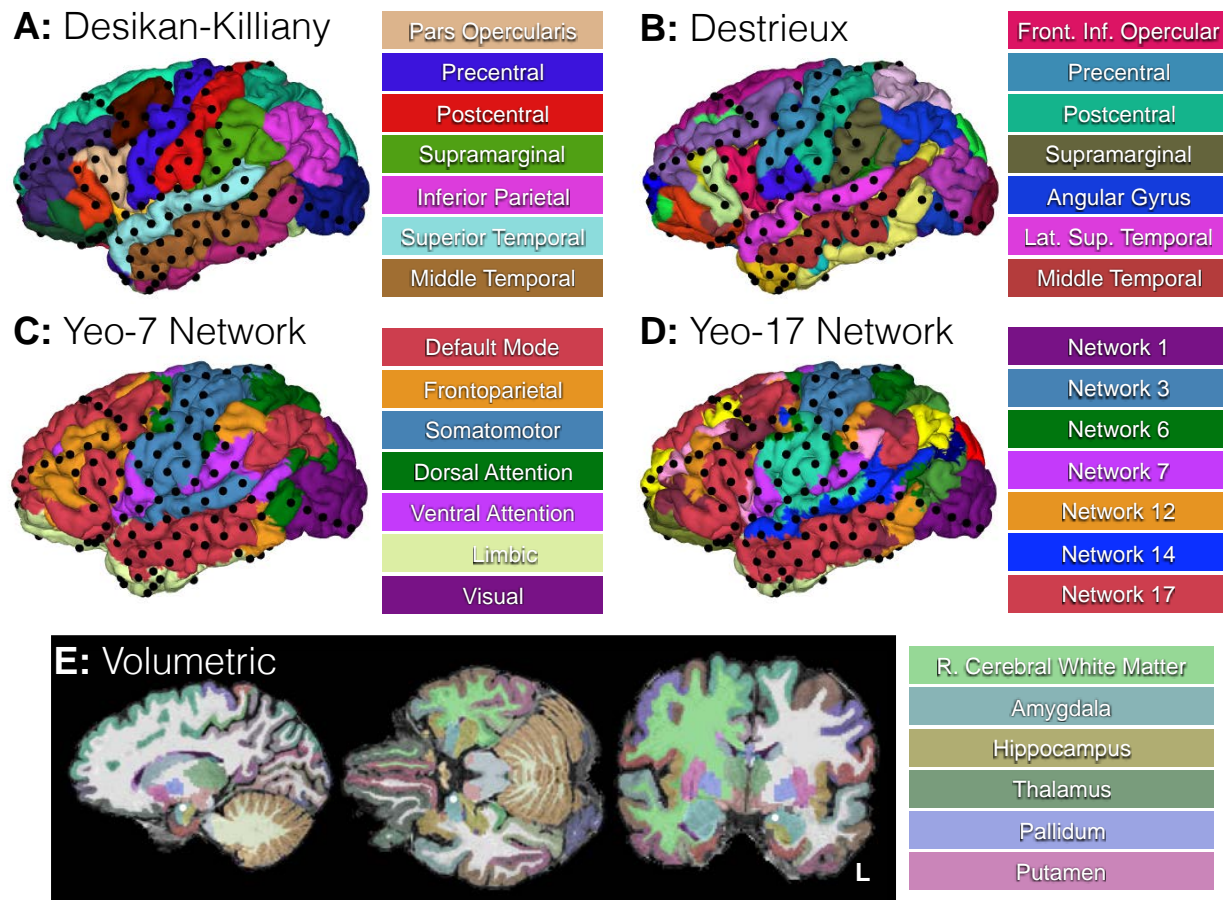 A: Desikan-Killiany
Pars Opercularis
Precentral
Postcentral
Supramarginal
Inferior Parietal
Superior Temporal
Middle Temporal
B: Destrieux
Front. Inf. Opercular
Precentral
Postcentral
Supramarginal
Angular Gyrus
Lat. Sup. Temporal
Middle Temporal
C: Yeo-7 Network
Default Mode
Frontoparietal
Somatomotor
Dorsal Attention
Ventral Attention
Limbic
Visual
D: Yeo-17 Network
Network 1
Network 3
Network 6
Network 7
Network 12
Network 14
Network 17
E: Volumetric
L
R. Cerebral White Matter
Amygdala
Hippocampus
Thalamus
Pallidum
Putamen